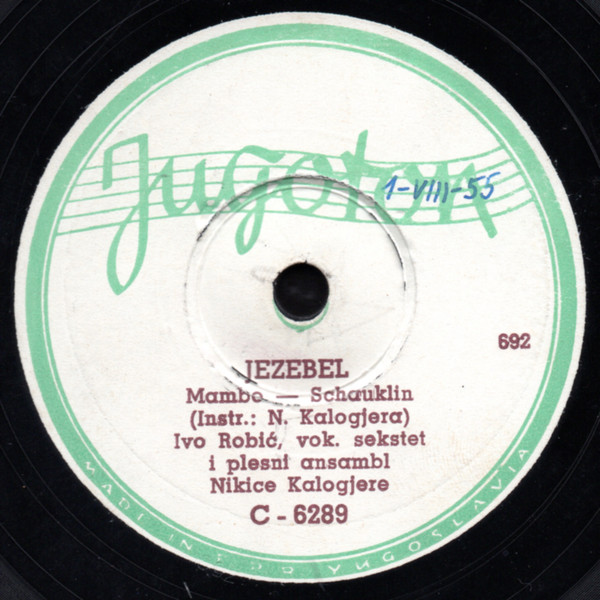 Jugoton
1-VIII-55
692
JEZEBEL
Mambo — Schauklin
(Instr.: N. Kalogjera)
Ivo Robić, vok. sekstet
i plesni ansambl
Nikice Kalogjere
C - 6289
MADE IN F.P.R. YUGOSLAVIA